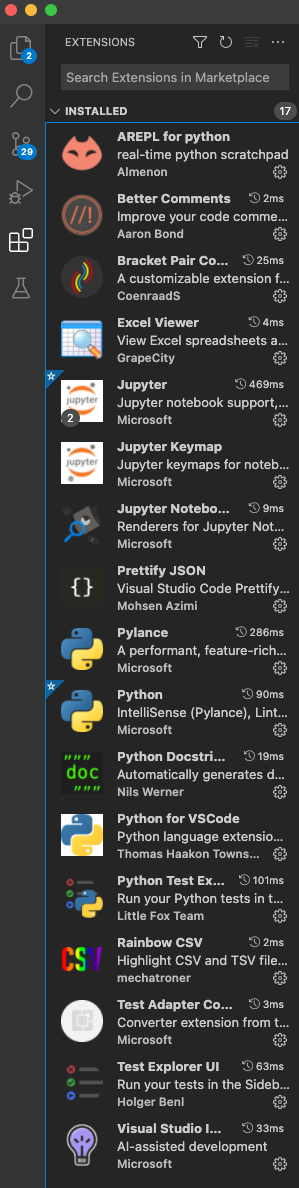 EXTENSIONS
2
Search Extensions in Marketplace
INSTALLED 17
29
AREPL for python
real-time python scratchpad
Almenon
Better Comments 2ms
Improve your code comme...
Aaron Bond
//!
Bracket Pair Co... 25ms
A customizable extension f...
CoenraadS
Excel Viewer 4ms
View Excel spreadsheets a...
GrapeCity
Jupyter 469ms
Jupyter notebook support,...
Microsoft
jupyter
2
Jupyter Keymap
Jupyter keymaps for noteb...
Microsoft
jupyter
Jupyter Notebo... 9ms
Renderers for Jupyter Not...
Microsoft
Prettify JSON
Visual Studio Code Prettify...
Mohsen Azimi
{}
Pylance 286ms
A performant, feature-rich...
Microsoft
Python 90ms
IntelliSense (Pylance), Lint...
Microsoft
Python Docstri... 19ms
Automatically generates d...
Nils Werner
"""
doc
"""
Python for VSCode
Python language extensio...
Thomas Haakon Towns...
Python Test Ex... 101ms
Run your Python tests in t...
Little Fox Team
Rainbow CSV 2ms
Highlight CSV and TSV file...
mechatroner
CSV
Test Adapter Co... 3ms
Converter extension from t...
Microsoft
Test Explorer UI 63ms
Run your tests in the Sideb...
Holger Benl
Visual Studio I... 33ms
AI-assisted development
Microsoft